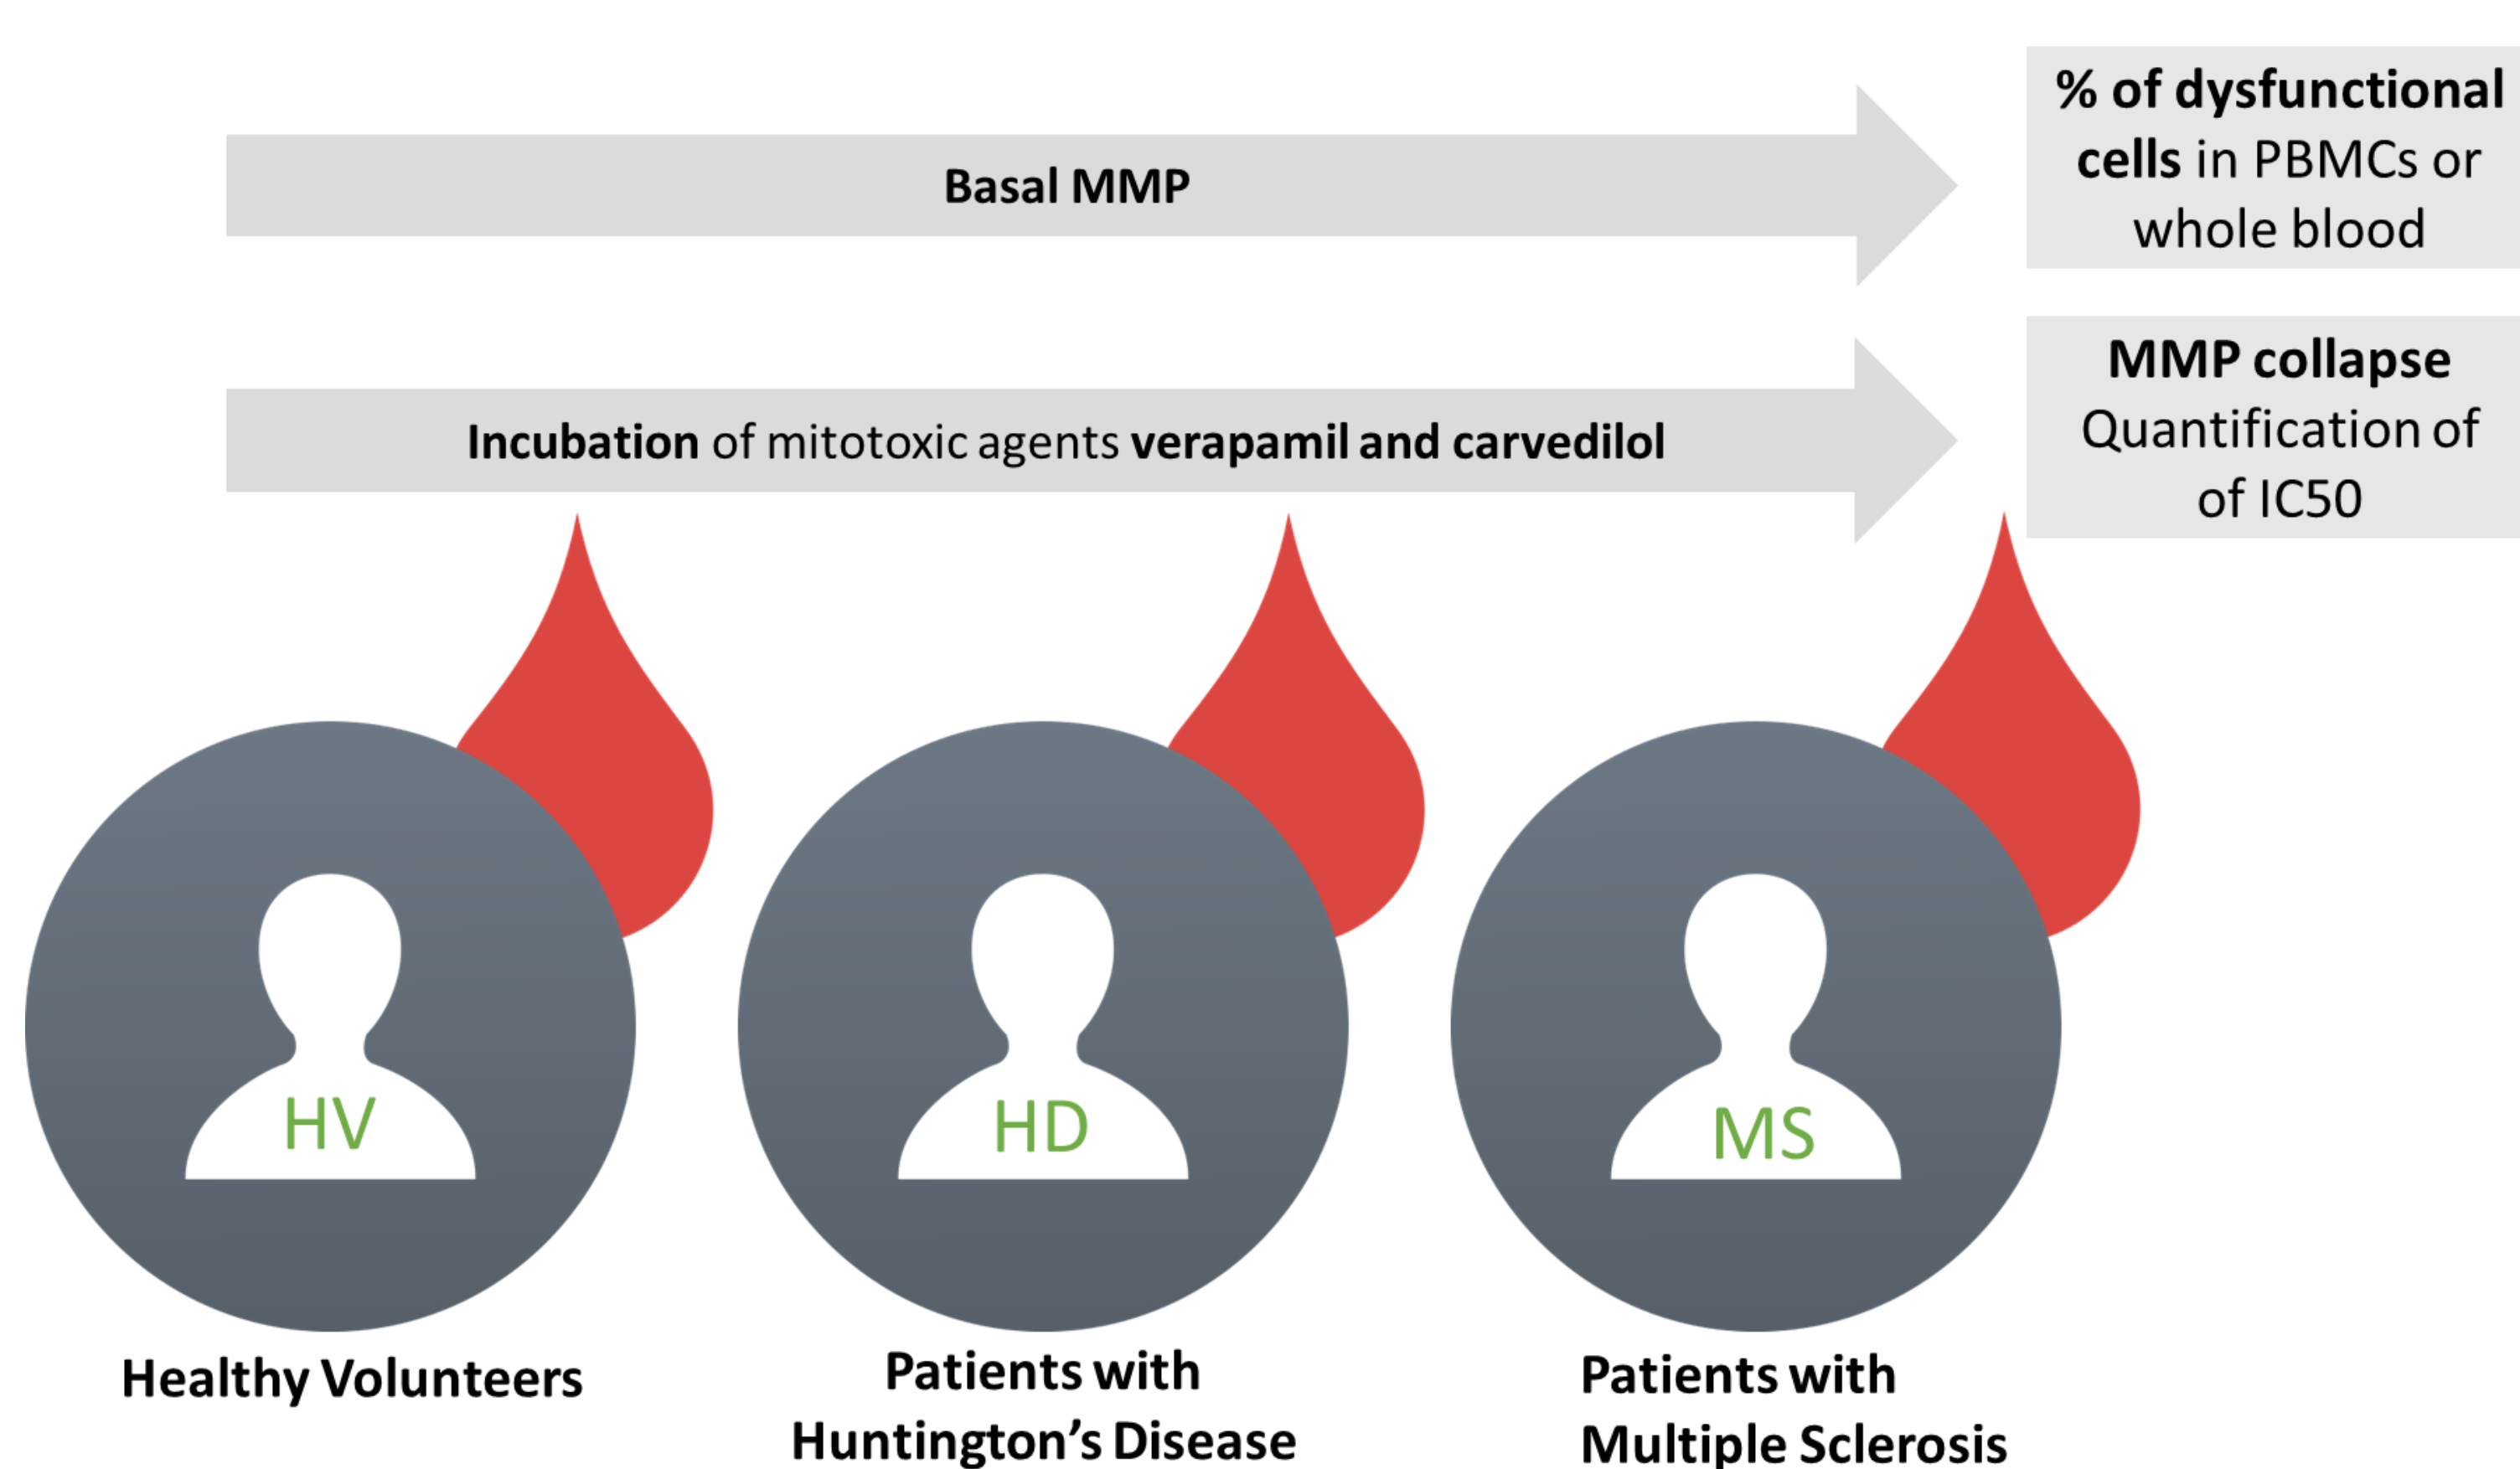 % of dysfunctional
cells in PBMCs or
whole blood
Basal MMP
MMP collapse
Quantification of
of IC50
Incubation of mitotoxic agents verapamil and carvedilol
HV
HD
MS
Healthy Volunteers
Patients with
Huntington’s Disease
Patients with
Multiple Sclerosis